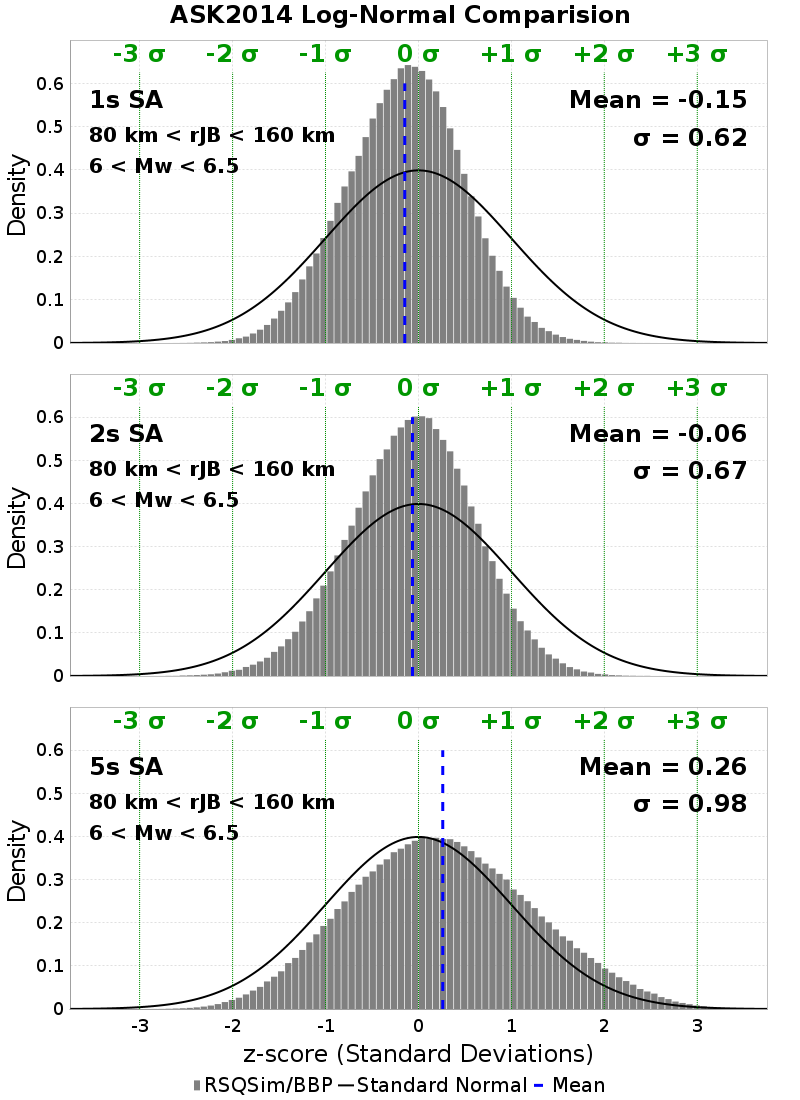 ASK2014 Log-Normal Comparision
-3 σ -2 σ -1 σ 0 σ +1 σ +2 σ +3 σ
1s SA
Mean = -0.15
80 km < rJB < 160 km
σ = 0.62
6 < Mw < 6.5
Density
0.6
0.5
0.4
0.3
0.2
0.1
0
-3 σ -2 σ -1 σ 0 σ +1 σ +2 σ +3 σ
2s SA
Mean = -0.06
80 km < rJB < 160 km
σ = 0.67
6 < Mw < 6.5
Density
0.6
0.5
0.4
0.3
0.2
0.1
0
-3 σ -2 σ -1 σ 0 σ +1 σ +2 σ +3 σ
5s SA
Mean = 0.26
80 km < rJB < 160 km
σ = 0.98
6 < Mw < 6.5
Density
0.6
0.5
0.4
0.3
0.2
0.1
0
-3 -2 -1 0 1 2 3
z-score (Standard Deviations)
RSQSim/BBP Standard Normal Mean